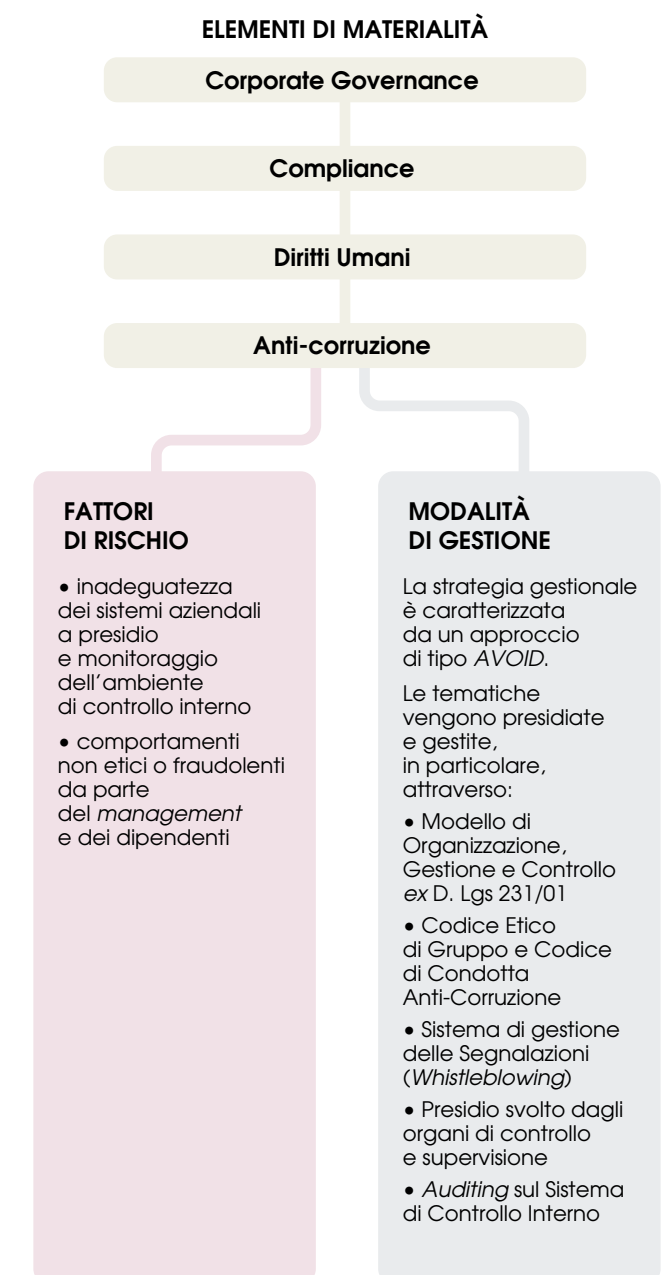 ELEMENTI DI MATERIALITÀ
Corporate Governance
Compliance
Diritti Umani
Anti-corruzione
FATTORI
DI RISCHIO
• inadeguatezza
dei sistemi aziendali
a presidio
e monitoraggio
dell'ambiente
di controllo interno
• comportamenti
non etici o fraudolenti
da parte
del management
e dei dipendenti
MODALITÀ
DI GESTIONE
La strategia gestionale
è caratterizzata
da un approccio
di tipo AVOID.
Le tematiche
vengono presidiate
e gestite,
in particolare,
attraverso:
• Modello di
Organizzazione,
Gestione e Controllo
ex D. Lgs 231/01
• Codice Etico
di Gruppo e Codice
di Condotta
Anti-Corruzione
• Sistema di gestione
delle Segnalazioni
(Whistleblowing)
• Presidio svolto dagli
organi di controllo
e supervisione
• Auditing sul Sistema
di Controllo Interno